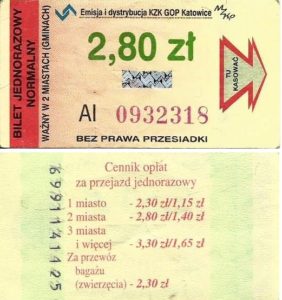 BILET JEDNORAZOWY
NORMALNY
WAŻNY W 2 MIASTACH (GMINACH)
Emisja i dystrybucja KZK GOP Katowice
2,80 zł
AI 0932318
BEZ PRAWA PRZESIADKI
TU
KASOWAĆ
Cennik opłat
za przejazd jednorazowy
1 miasto - 2,30 zł/1,15 zł
2 miasta - 2,80 zł/1,40 zł
3 miasta
i więcej - 3,30 zł/1,65 zł
Za przewóz
bagażu
(zwierzęcia) - 2,30 zł